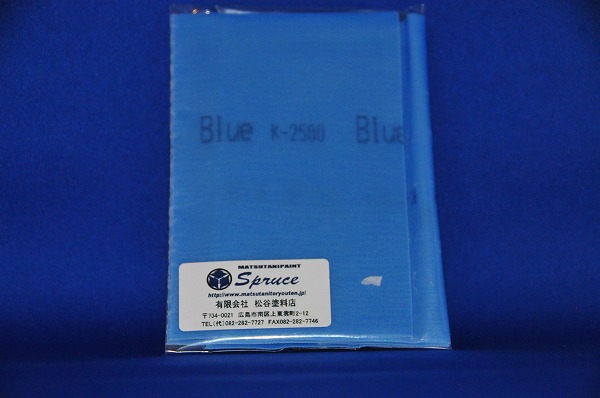 Blue K-2500 Blue
MATSUTANIPAINT
Spruce
http://www.matsutanitoryouten.jp/
有限会社 松谷塗料店
〒734-0021 広島市南区上東雲町2-12
TEL(代)082-282-7727 FAX082-282-7746